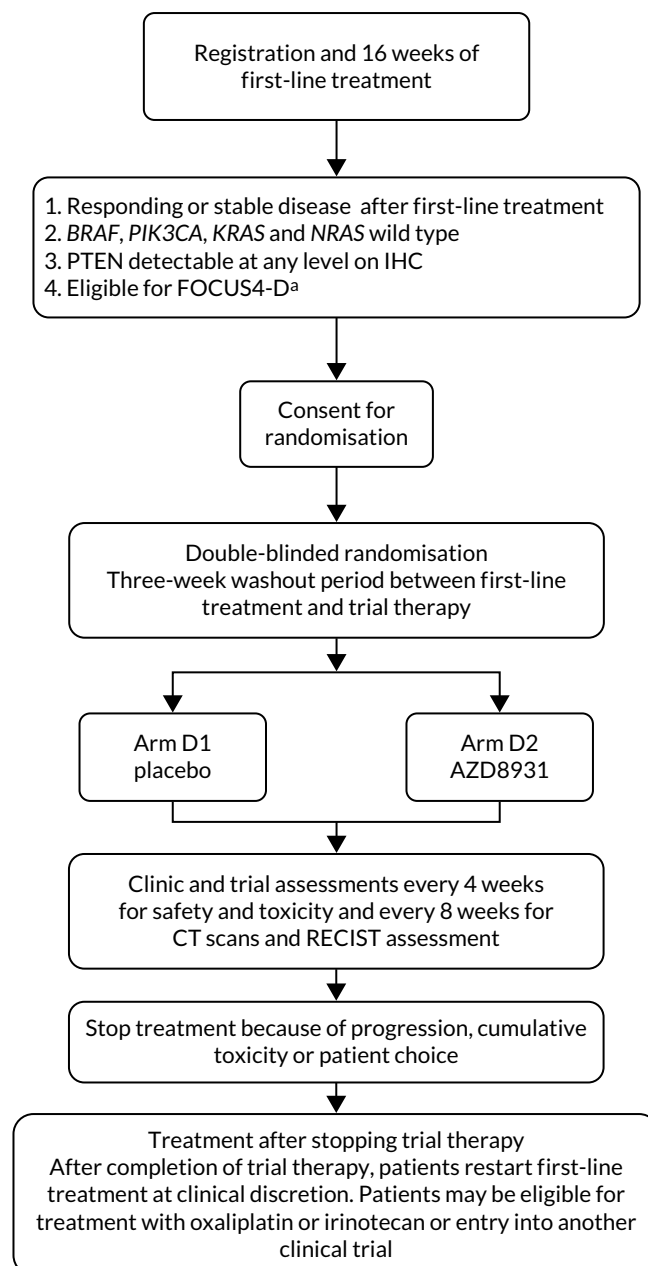 Registration and 16 weeks of
first-line treatment
1. Responding or stable disease after first-line treatment
2. BRAF, PIK3CA, KRAS and NRAS wild type
3. PTEN detectable at any level on IHC
4. Eligible for FOCUS4-Dᵃ
Consent for
randomisation
Double-blinded randomisation
Three-week washout period between first-line
treatment and trial therapy
Arm D1
placebo
Arm D2
AZD8931
Clinic and trial assessments every 4 weeks
for safety and toxicity and every 8 weeks for
CT scans and RECIST assessment
Stop treatment because of progression, cumulative
toxicity or patient choice
Treatment after stopping trial therapy
After completion of trial therapy, patients restart first-line
treatment at clinical discretion. Patients may be eligible for
treatment with oxaliplatin or irinotecan or entry into another
clinical trial